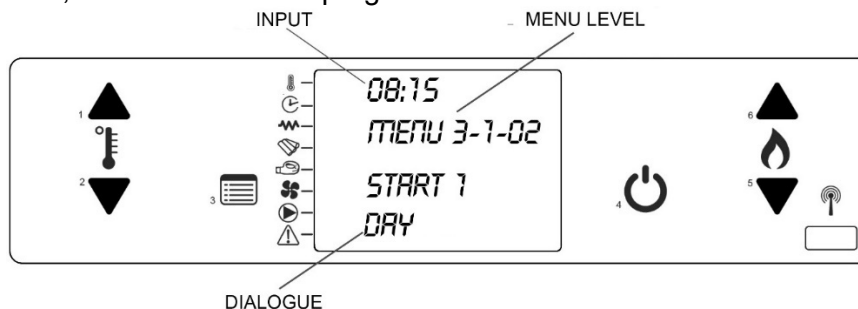 INPUT
MENU LEVEL
08:15
MENU 3-1-02
START 1
DAY
1
2
3
4
6
5
DIALOGUE